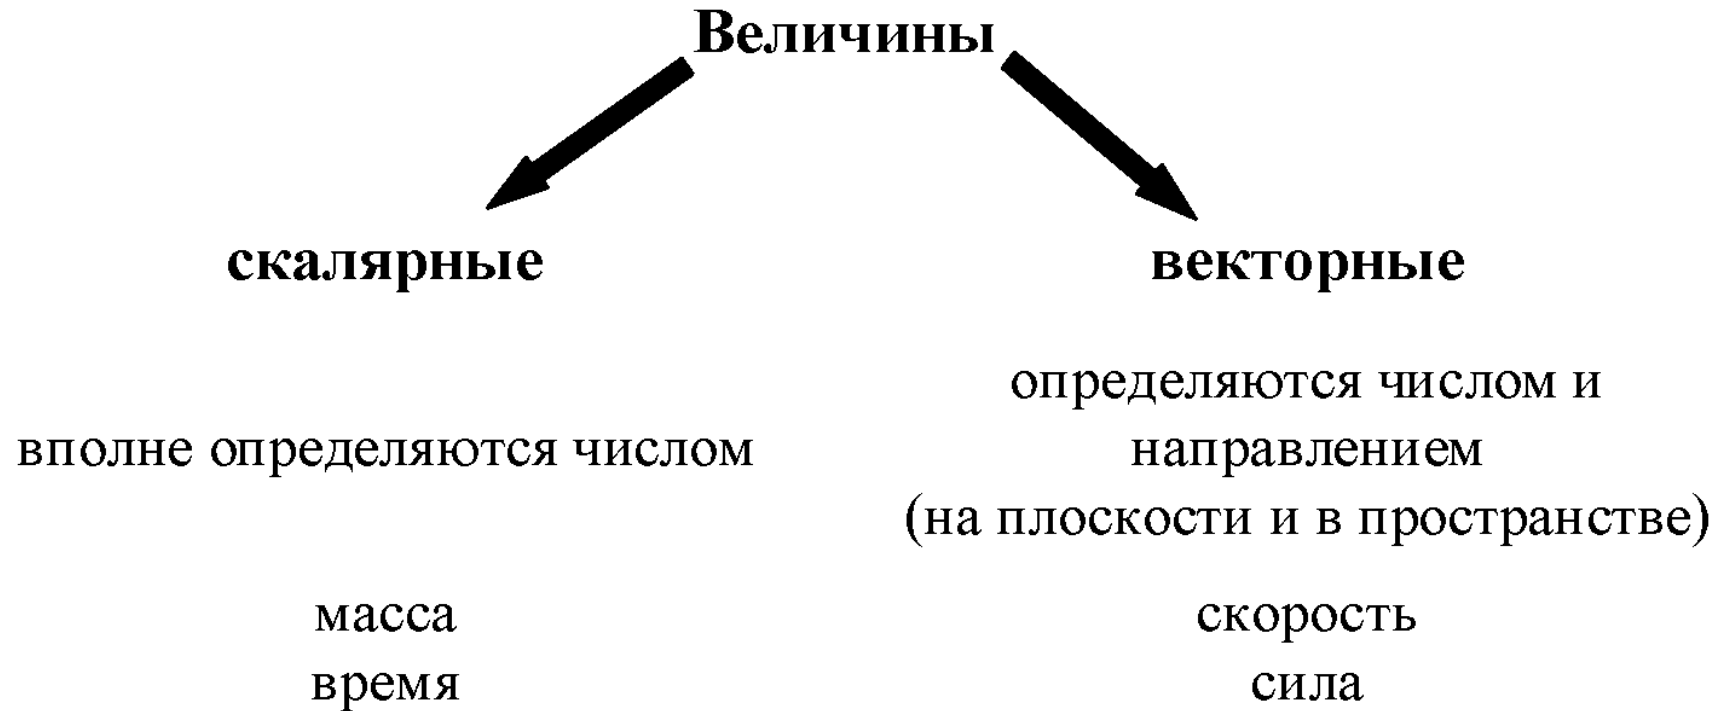 Величины
скалярные
векторные
вполне определяются числом
определяются числом и
направлением
(на плоскости и в пространстве)
масса
время
скорость
сила